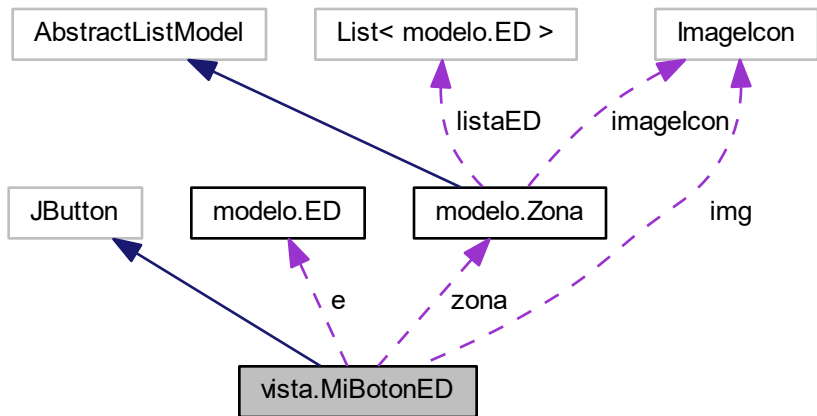 AbstractListModel
List< modelo.ED >
ImageIcon
listaED
imageIcon
JButton
modelo.ED
modelo.Zona
img
e
zona
vista.MiBotonED